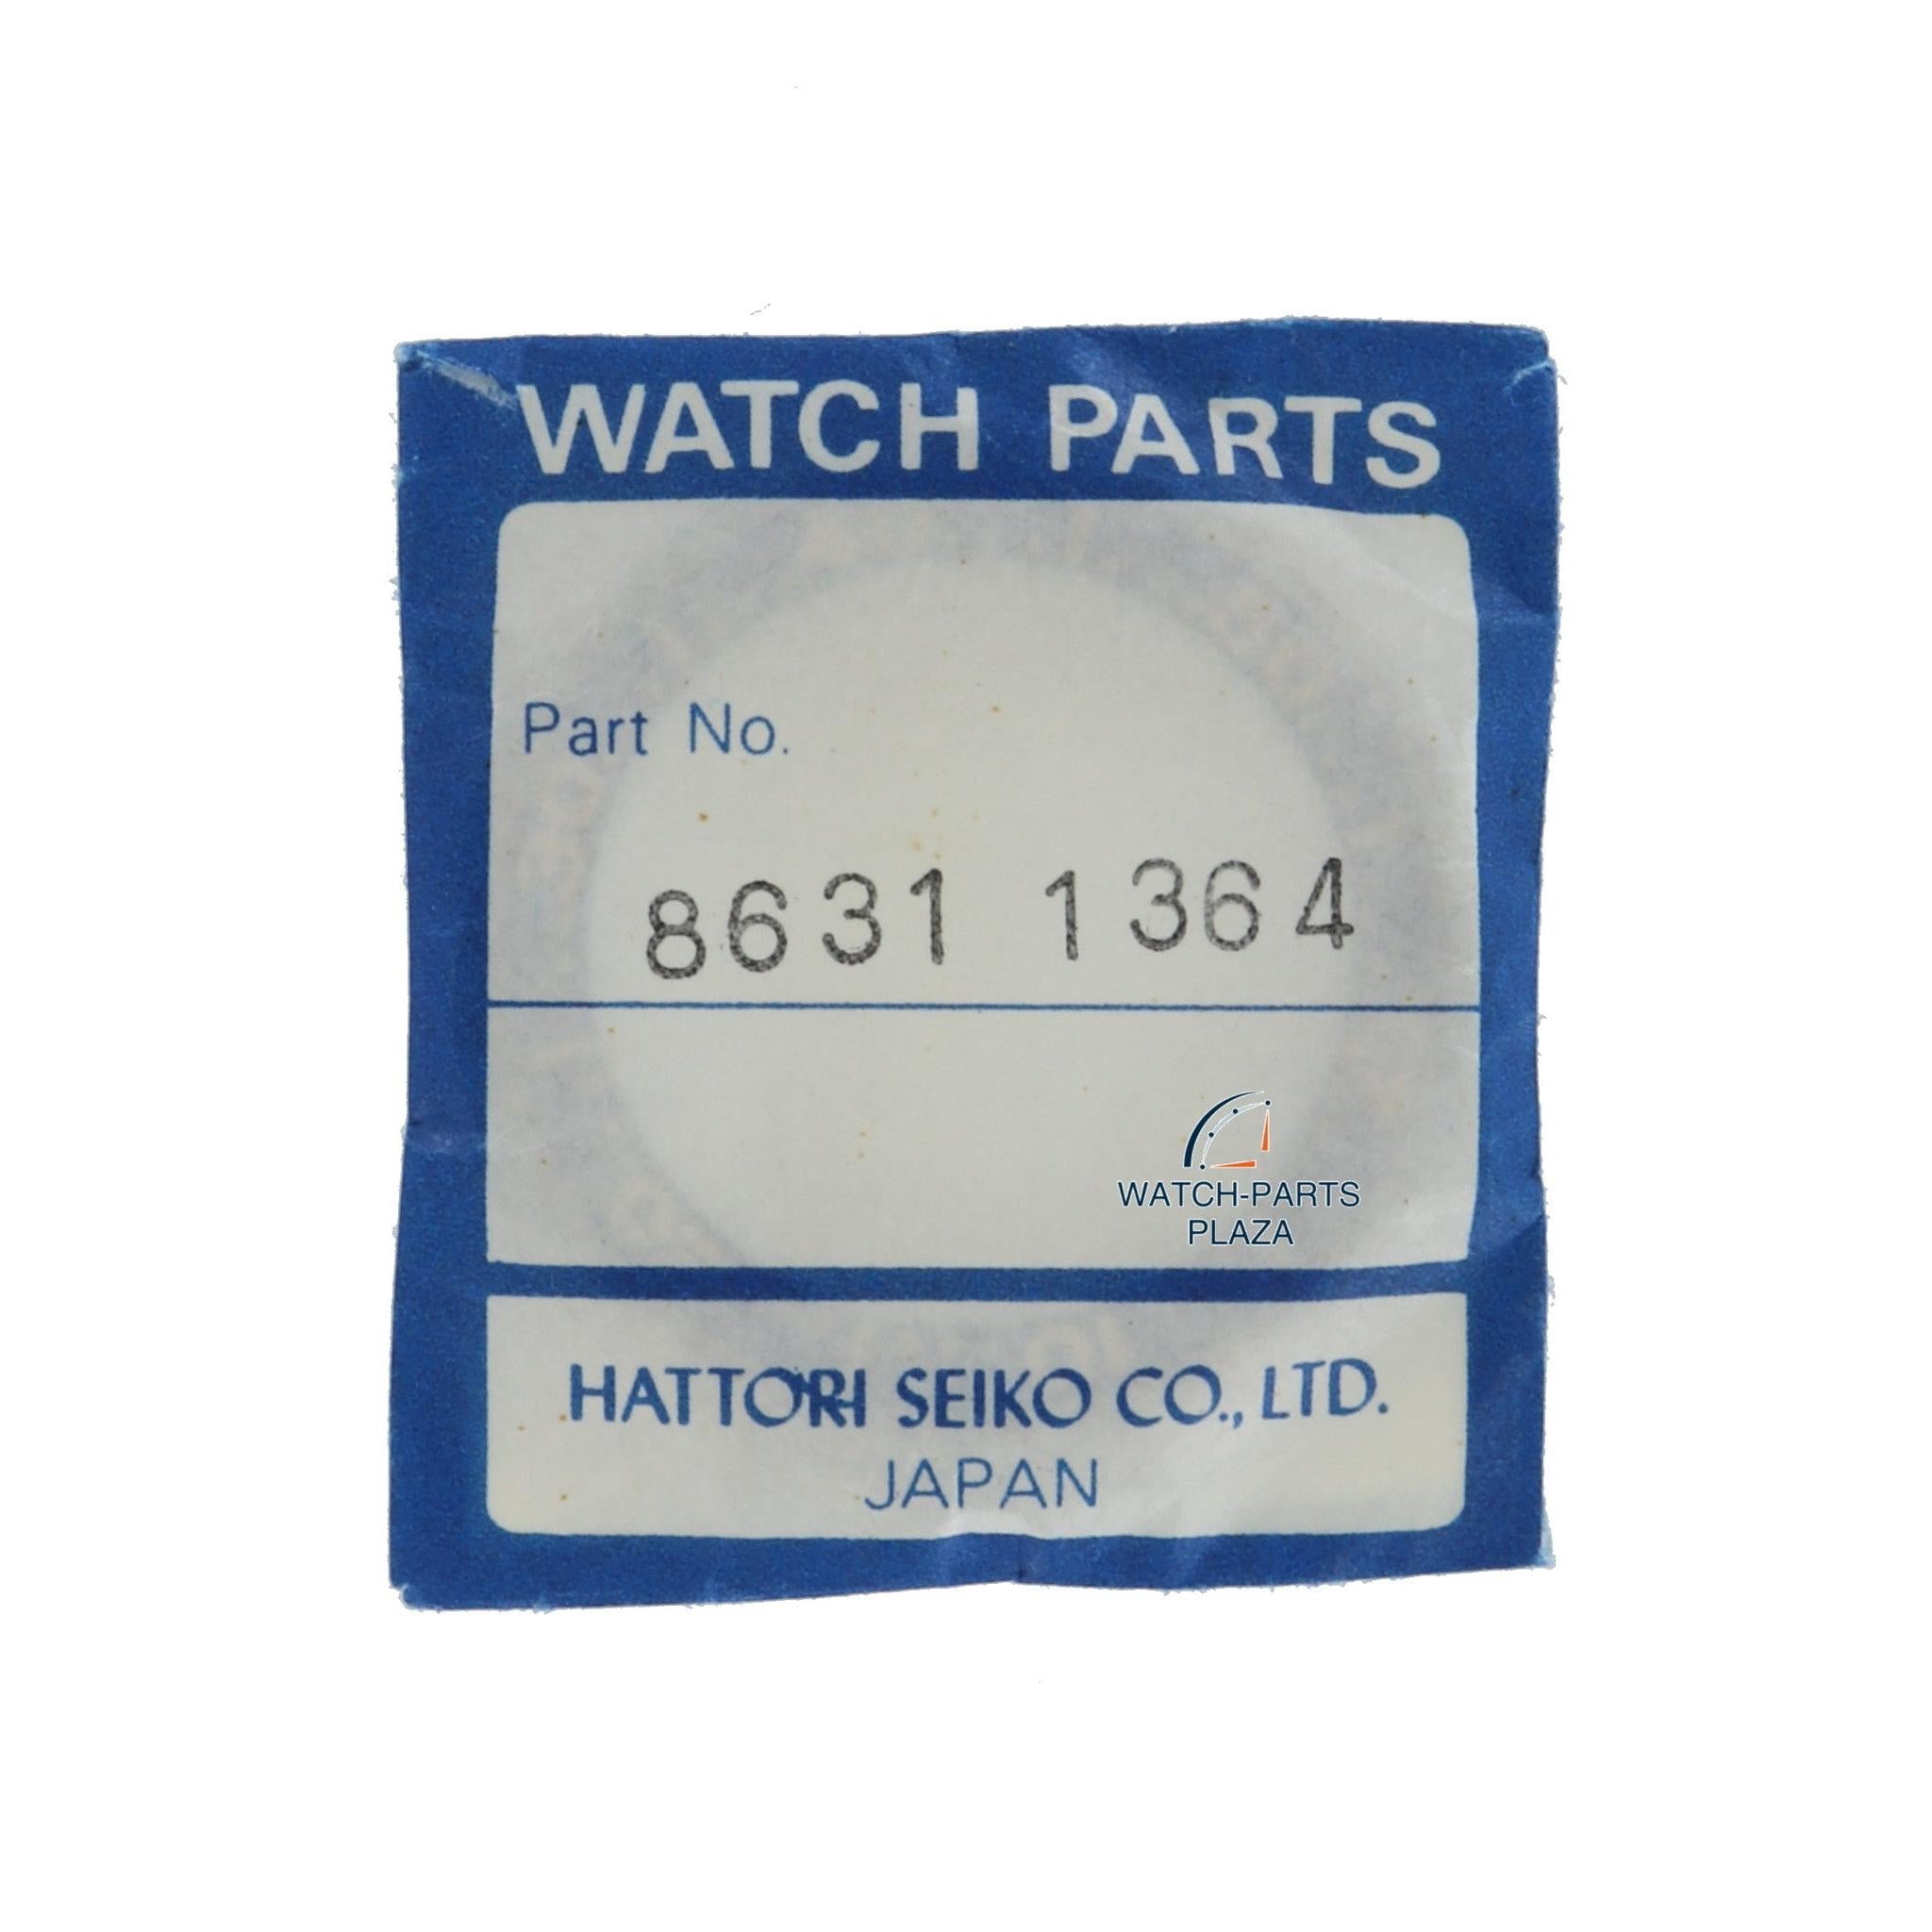 WATCH PARTS
Part No.
8631 1364
WATCH-PARTS
PLAZA
HATTORI SEIKO CO., LTD.
JAPAN